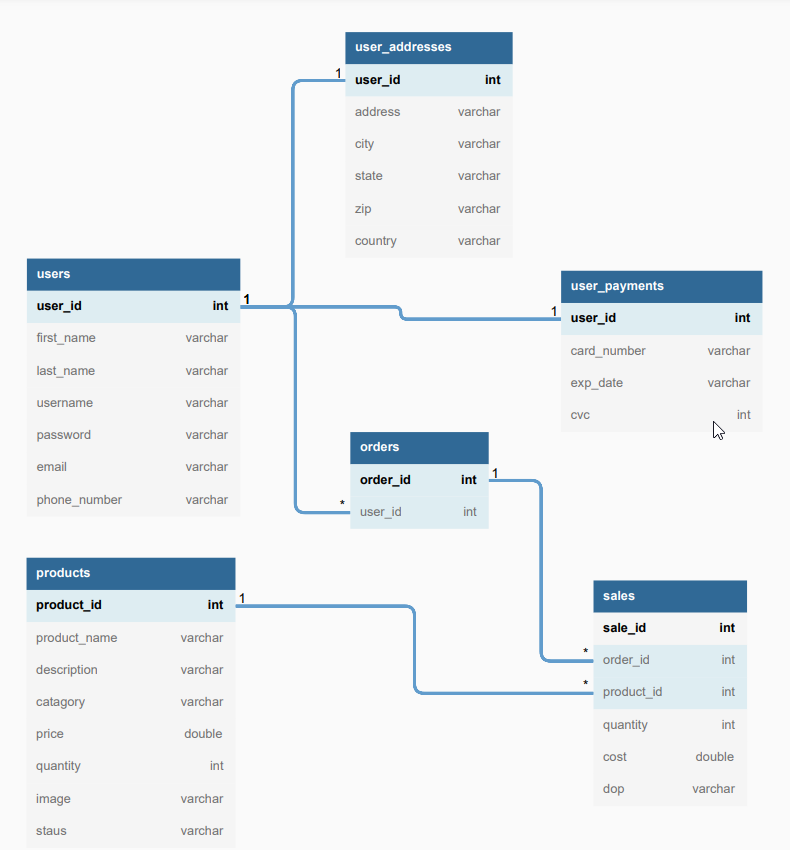 user_addresses
1
user_id int
address varchar
city varchar
state varchar
zip varchar
country varchar
users
user_id int
1
first_name varchar
last_name varchar
username varchar
password varchar
email varchar
phone_number varchar
user_payments
1
user_id int
card_number varchar
exp_date varchar
cvc int
orders
order_id int
1
*
user_id int
products
product_id int
1
product_name varchar
description varchar
catagory varchar
price double
quantity int
image varchar
staus varchar
sales
sale_id int
*
order_id int
*
product_id int
quantity int
cost double
dop varchar